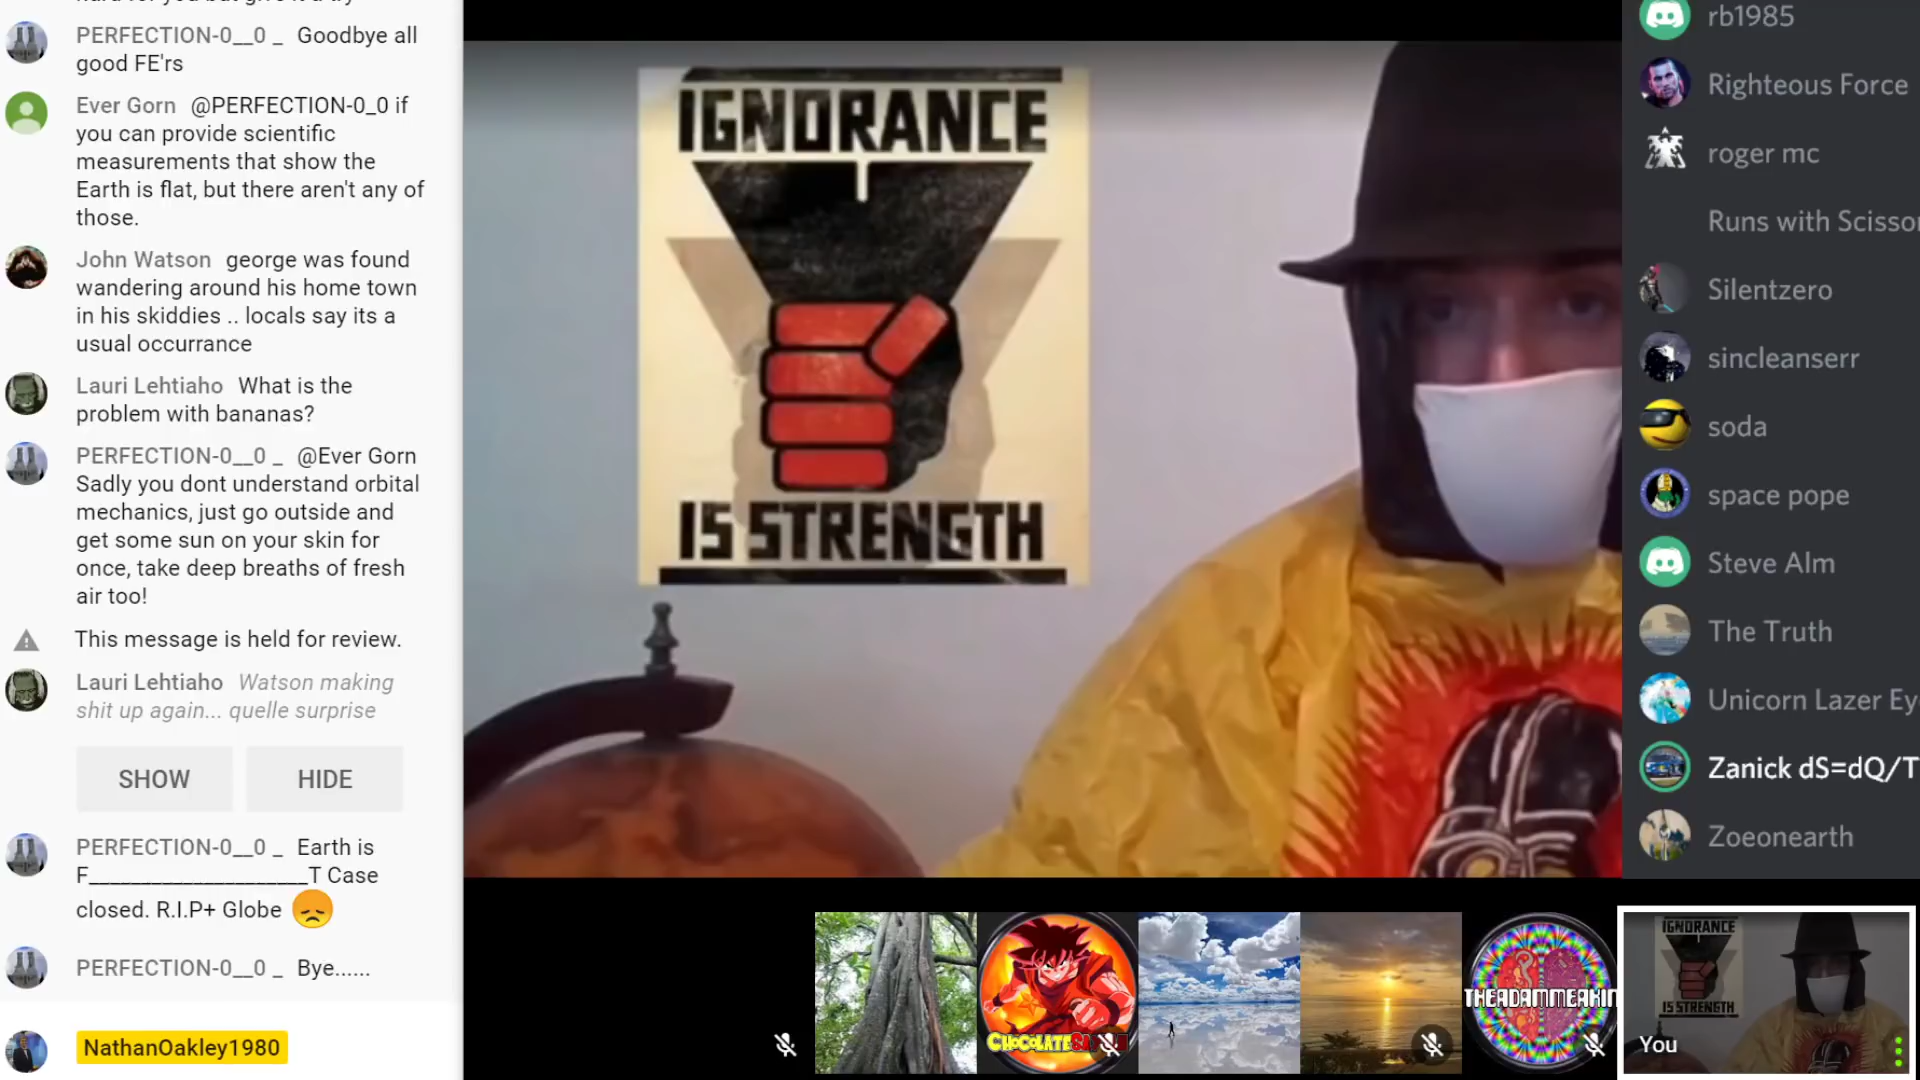 PERFECTION-0__0 _ Goodbye all
good FE'rs
Ever Gorn @PERFECTION-0_0 if
you can provide scientific
measurements that show the
Earth is flat, but there aren't any of
those.
John Watson george was found
wandering around his home town
in his skiddies .. locals say its a
usual occurrance
Lauri Lehtiaho What is the
problem with bananas?
PERFECTION-0__0 _ @Ever Gorn
Sadly you dont understand orbital
mechanics, just go outside and
get some sun on your skin for
once, take deep breaths of fresh
air too!
This message is held for review.
Lauri Lehtiaho Watson making
shit up again... quelle surprise
SHOW HIDE
PERFECTION-0__0 _ Earth is
F____________________T Case
closed. R.I.P+ Globe
PERFECTION-0__0 _ Bye......
NathanOakley1980
IGNORANCE
IS STRENGTH
rb1985
Righteous Force
roger mc
Runs with Scissor
Silentzero
sincleanserr
soda
space pope
Steve Alm
The Truth
Unicorn Lazer Ey
Zanick dS=dQ/T
Zoeonearth
THEADAMMEAKIN
IGNORANCE
IS STRENGTH
You